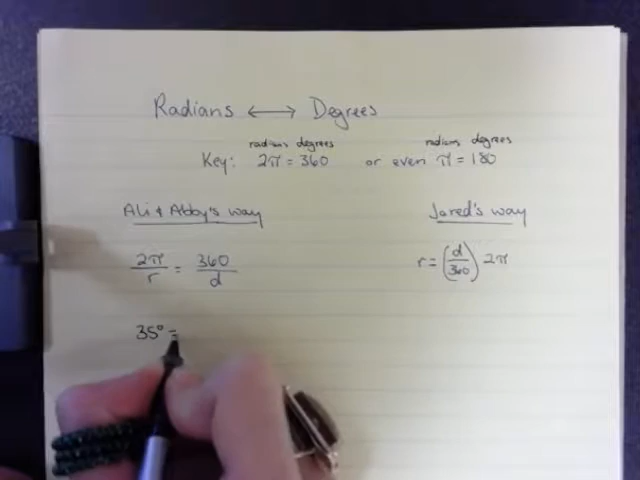 Radians ↔ Degrees
radians degrees radians degrees
Key: 2π = 360 or even π = 180
Ali & Abby's way Jared's way
2π/r = 360/d r = (d/360) 2π
35° =